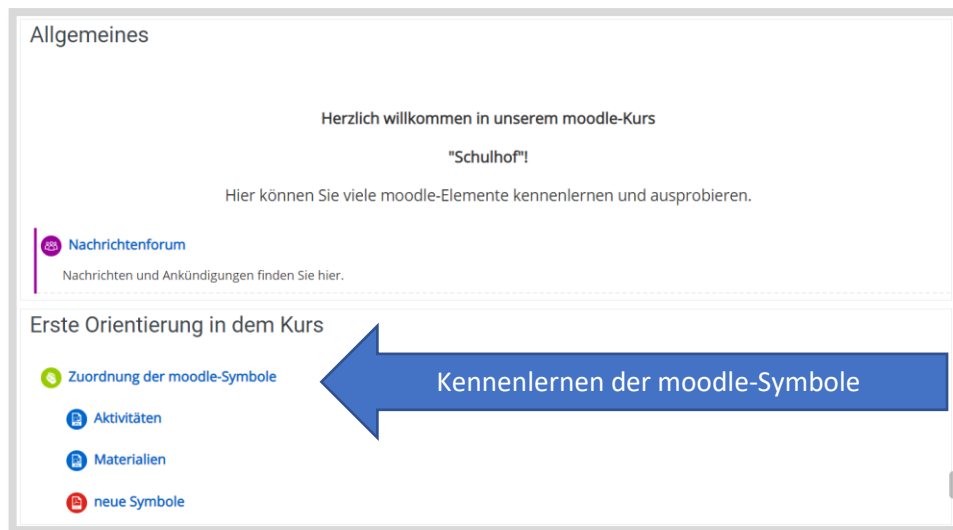 Allgemeines
Herzlich willkommen in unserem moodle-Kurs
"Schulhof"!
Hier können Sie viele moodle-Elemente kennenlernen und ausprobieren.
Nachrichtenforum
Nachrichten und Ankündigungen finden Sie hier.
Erste Orientierung in dem Kurs
Zuordnung der moodle-Symbole
Kennenlernen der moodle-Symbole
Aktivitäten
Materialien
neue Symbole